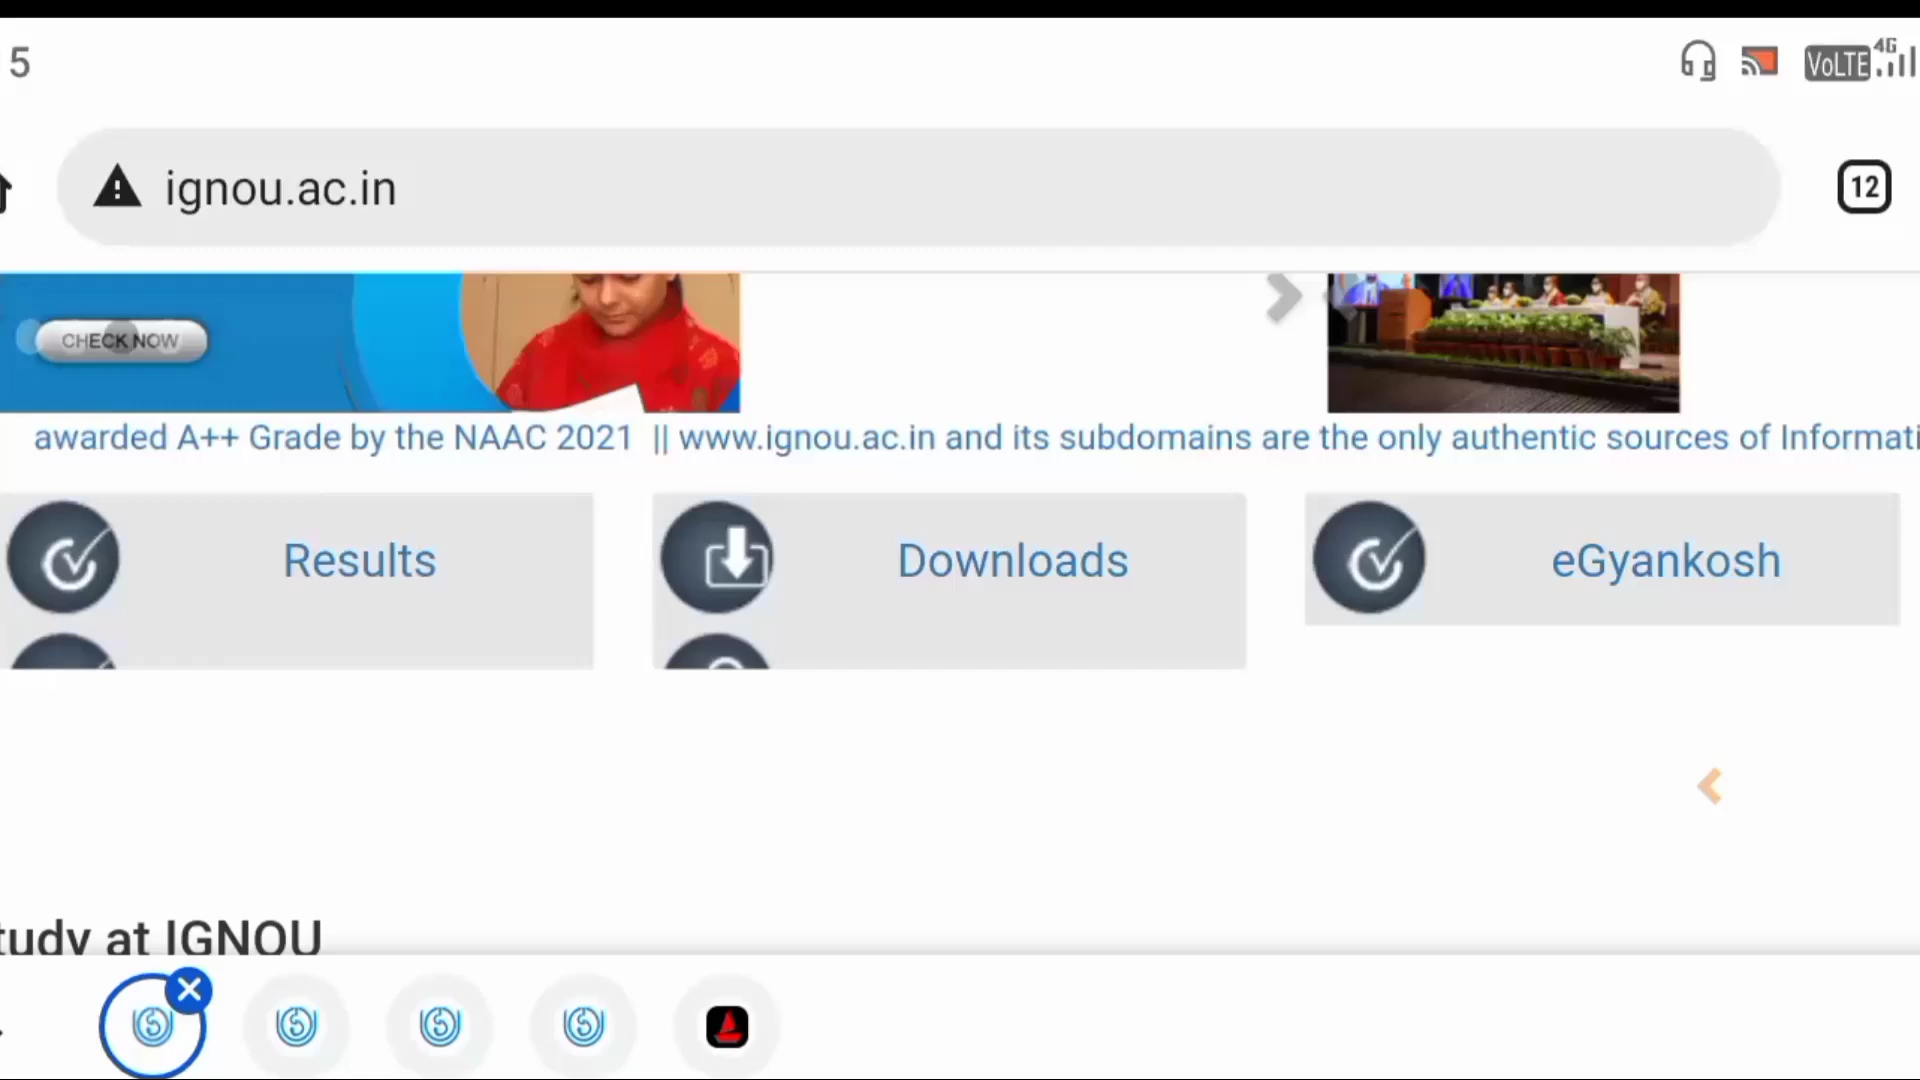 5
VoLTE 4G
ignou.ac.in
12
CHECK NOW
awarded A++ Grade by the NAAC 2021 || www.ignou.ac.in and its subdomains are the only authentic sources of Informati
Results
Downloads
eGyankosh
tudy at IGNOU